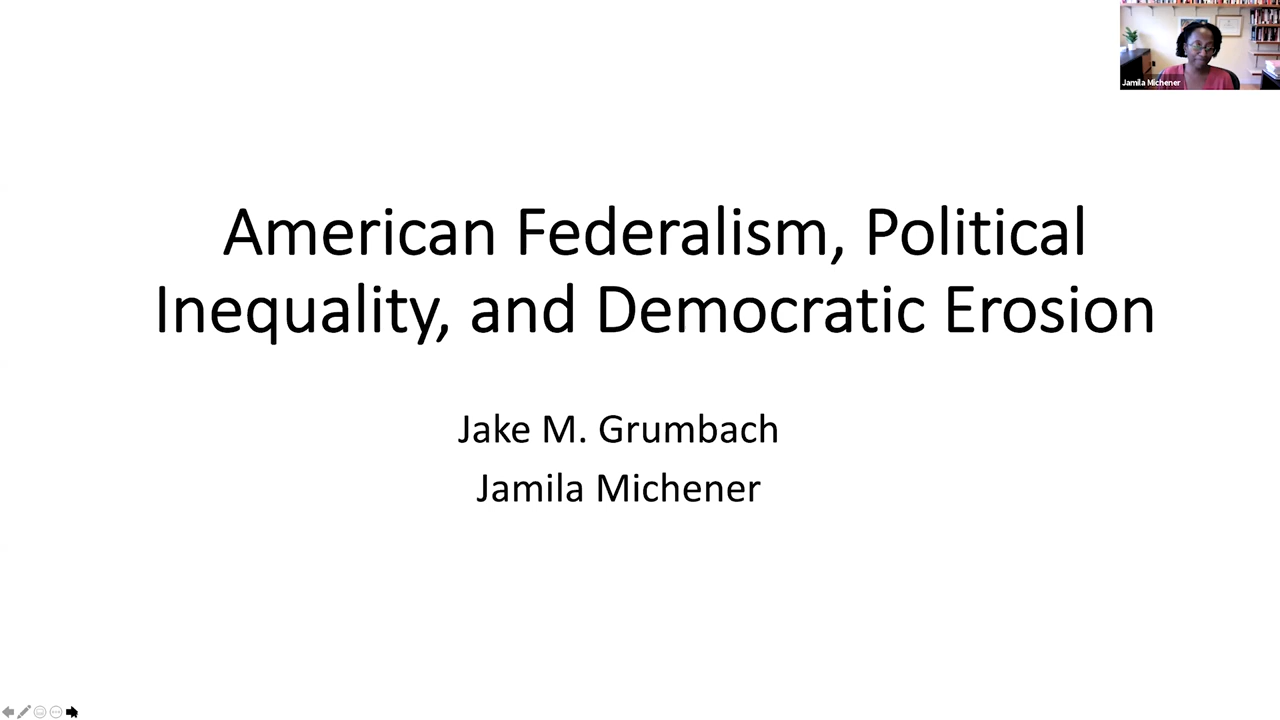 Jamila Michener
American Federalism, Political
Inequality, and Democratic Erosion
Jake M. Grumbach
Jamila Michener